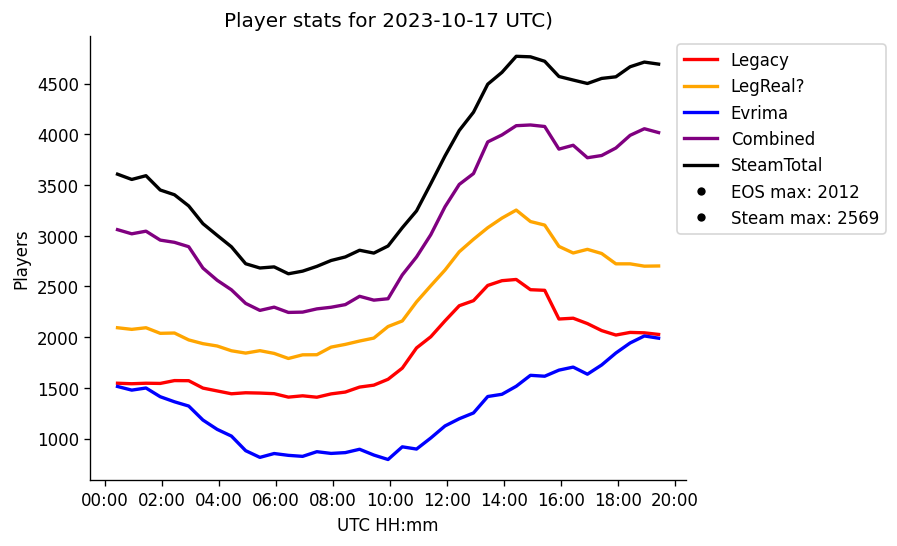 Player stats for 2023-10-17 UTC)
Players
4500
4000
3500
3000
2500
2000
1500
1000
00:00 02:00 04:00 06:00 08:00 10:00 12:00 14:00 16:00 18:00 20:00
UTC HH:mm
Legacy
LegReal?
Evrima
Combined
SteamTotal
EOS max: 2012
Steam max: 2569